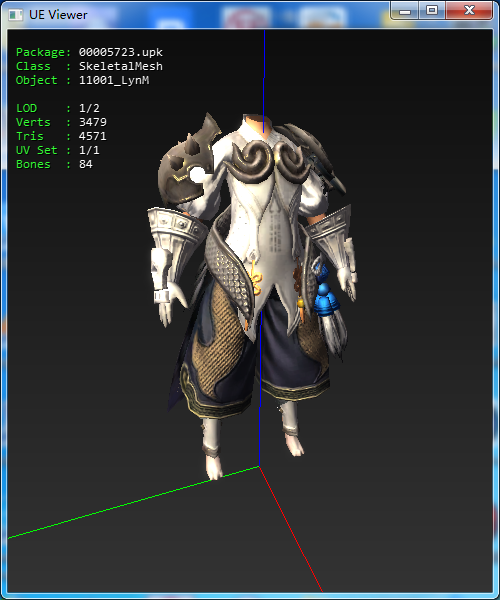 UE Viewer
Package: 00005723.upk
Class : SkeletalMesh
Object : 11001_LynM
LOD : 1/2
Verts : 3479
Tris : 4571
UV Set : 1/1
Bones : 84